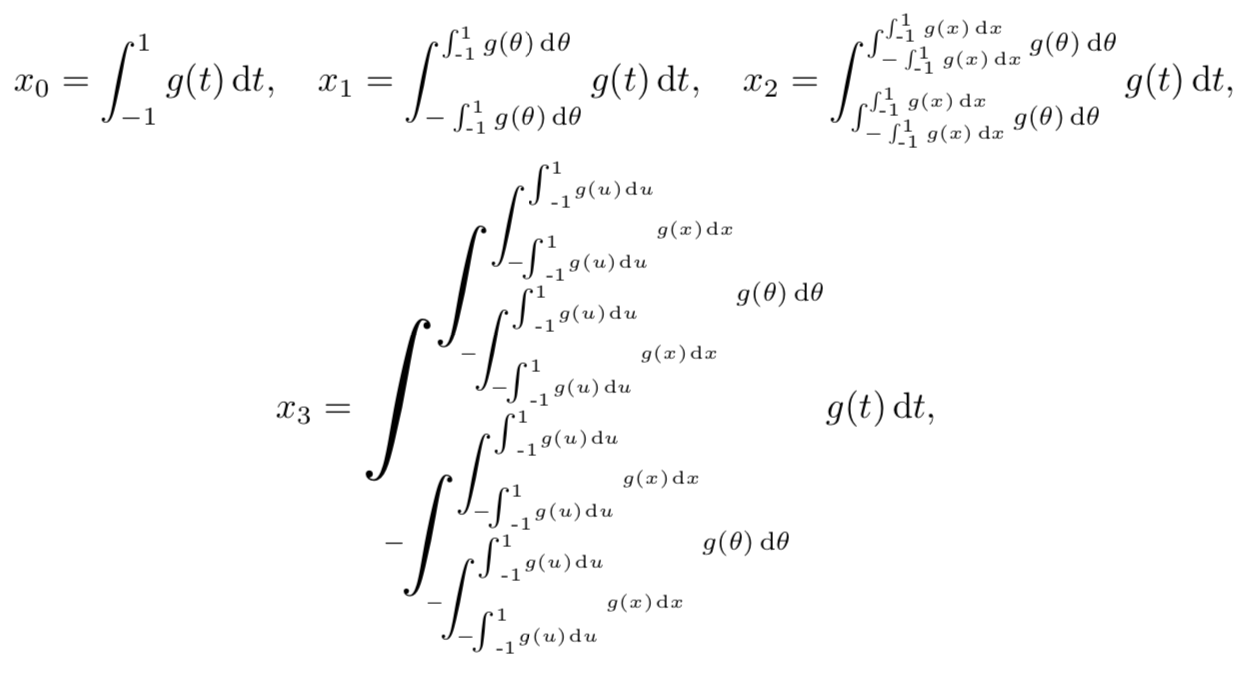 x_0 = \int_{-1}^{1} g(t)\,dt, \quad x_1 = \int_{-\int_{-1}^{1} g(\theta)\,d\theta}^{\int_{-1}^{1} g(\theta)\,d\theta} g(t)\,dt, \quad x_2 = \int_{\int_{-\int_{-1}^{1} g(x)\,dx}^{\int_{-1}^{1} g(x)\,dx} g(\theta)\,d\theta}^{\int_{-\int_{-1}^{1} g(x)\,dx}^{\int_{-1}^{1} g(x)\,dx} g(\theta)\,d\theta} g(t)\,dt,
x_3 = \int_{-\int_{-\int_{-\int_{-1}^{1} g(u)\,du}^{\int_{-1}^{1} g(u)\,du} g(x)\,dx}^{\int_{-\int_{-1}^{1} g(u)\,du}^{\int_{-1}^{1} g(u)\,du} g(x)\,dx} g(\theta)\,d\theta}^{\int_{-\int_{-\int_{-1}^{1} g(u)\,du}^{\int_{-1}^{1} g(u)\,du} g(x)\,dx}^{\int_{-\int_{-1}^{1} g(u)\,du}^{\int_{-1}^{1} g(u)\,du} g(x)\,dx} g(\theta)\,d\theta} g(t)\,dt,